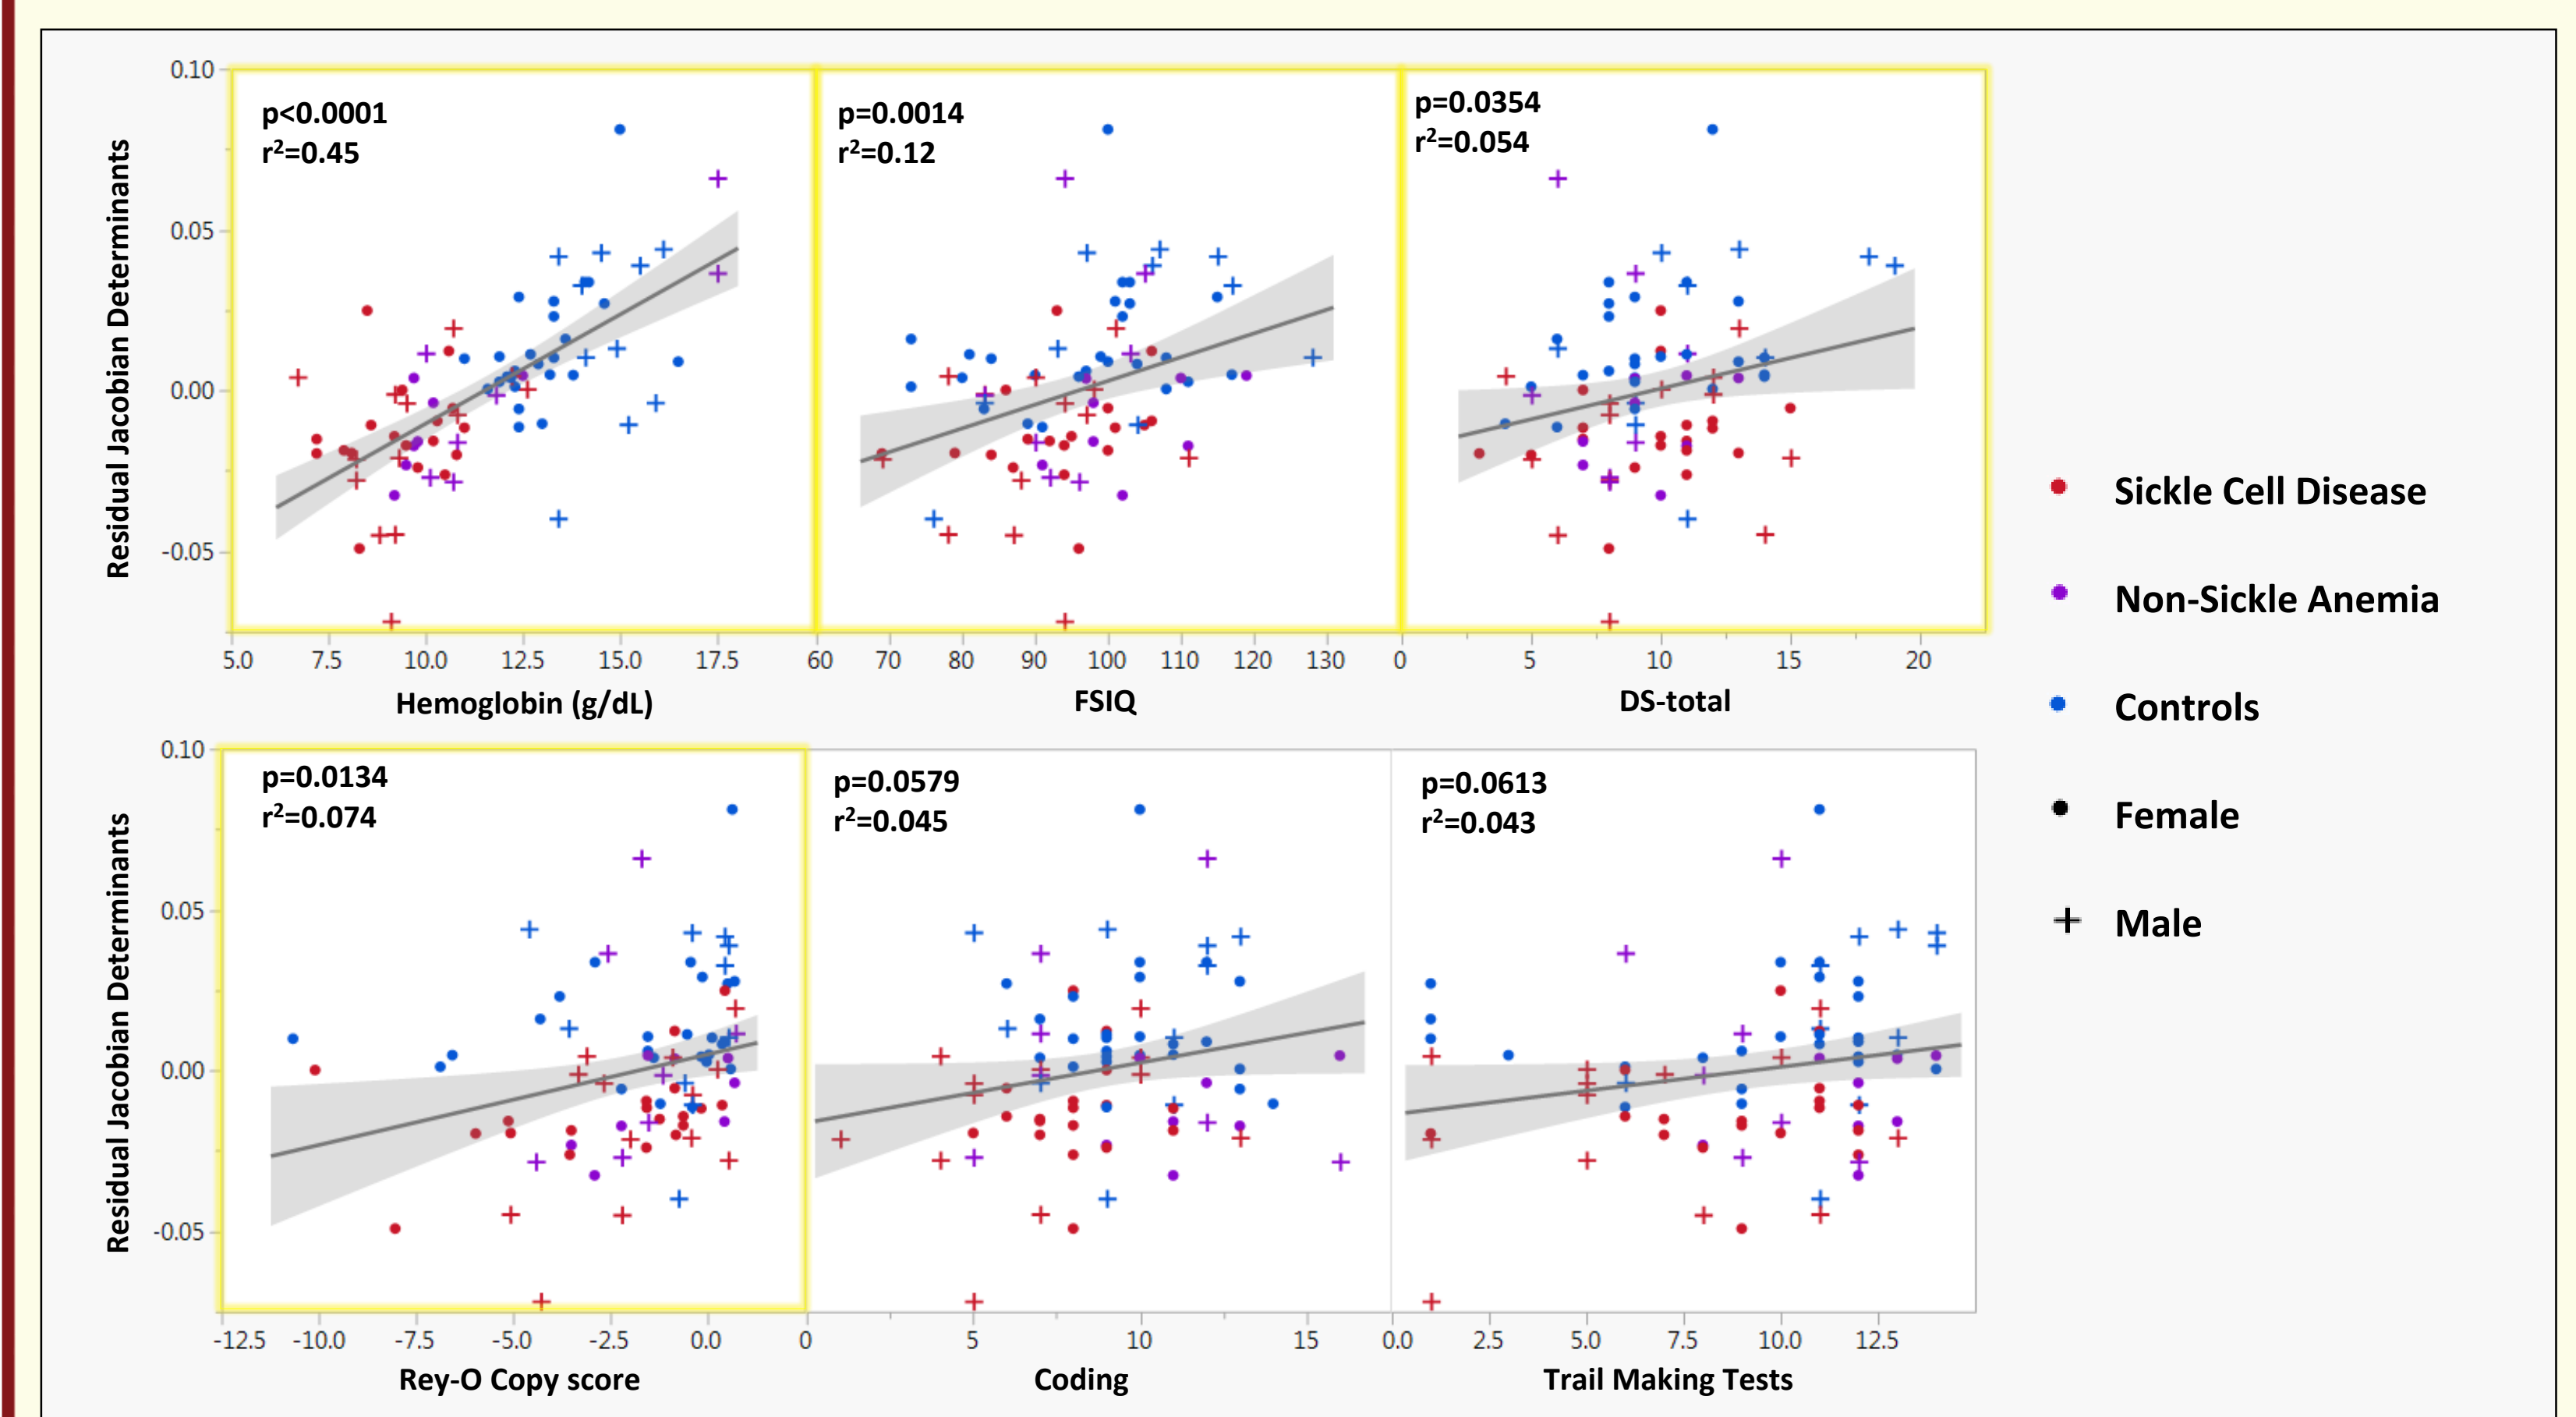 0.10
p<0.0001
r²=0.45
p=0.0014
r²=0.12
p=0.0354
r²=0.054
0.05
0.00
-0.05
Residual Jacobian Determinants
5.0 7.5 10.0 12.5 15.0 17.5 60 70 80 90 100 110 120 130 0 5 10 15 20
Hemoglobin (g/dL) FSIQ DS-total
0.10
p=0.0134
r²=0.074
p=0.0579
r²=0.045
p=0.0613
r²=0.043
0.05
0.00
-0.05
Residual Jacobian Determinants
-12.5 -10.0 -7.5 -5.0 -2.5 0.0 0 5 10 15 0.0 2.5 5.0 7.5 10.0 12.5
Rey-O Copy score Coding Trail Making Tests
Sickle Cell Disease
Non-Sickle Anemia
Controls
Female
Male